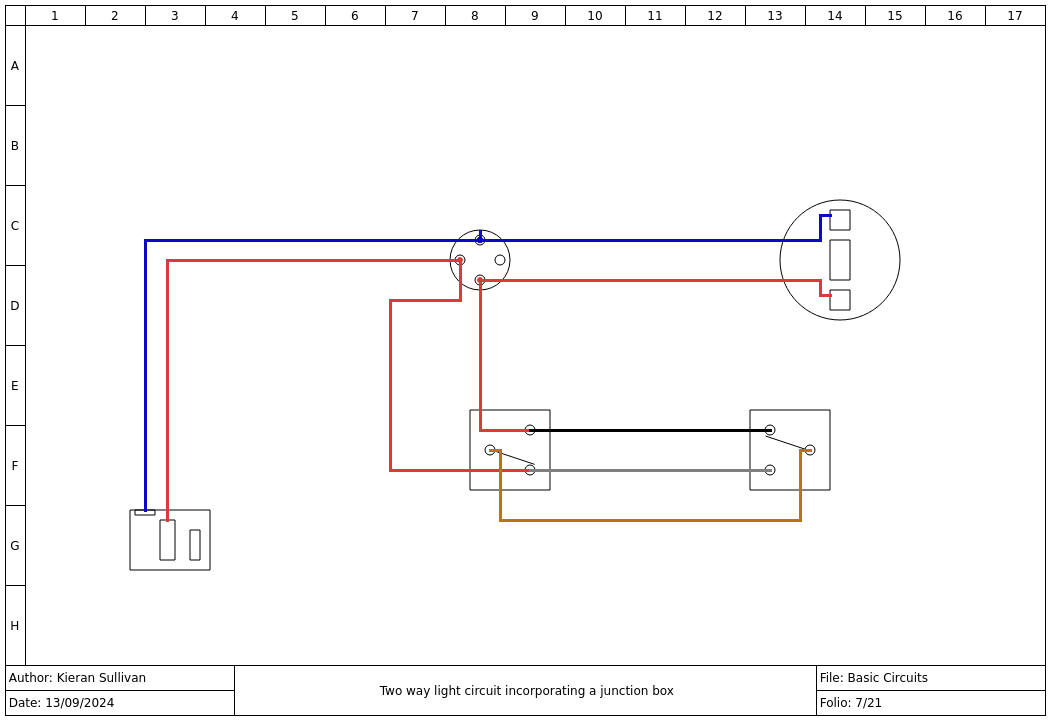 1 2 3 4 5 6 7 8 9 10 11 12 13 14 15 16 17
A
B
C
D
E
F
G
H
Author: Kieran Sullivan
Date: 13/09/2024
Two way light circuit incorporating a junction box
File: Basic Circuits
Folio: 7/21